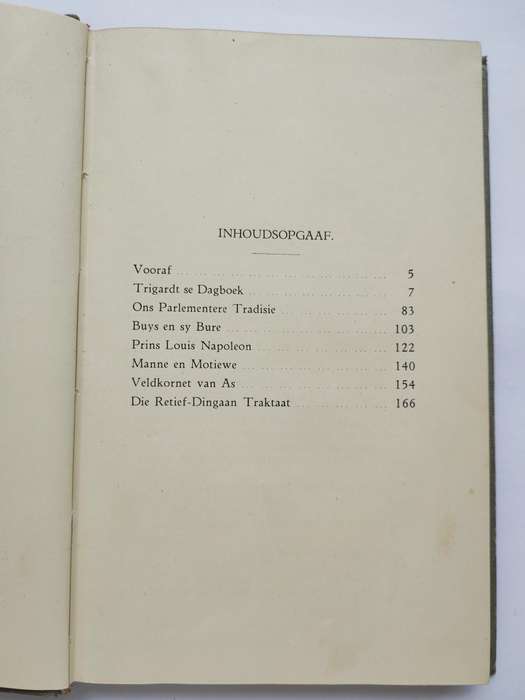 INHOUDSOPGAAF.
Vooraf ... 5
Trigardt se Dagboek ... 7
Ons Parlementere Tradisie ... 83
Buys en sy Bure ... 103
Prins Louis Napoleon ... 122
Manne en Motiewe ... 140
Veldkornet van As ... 154
Die Retief-Dingaan Traktaat ... 166